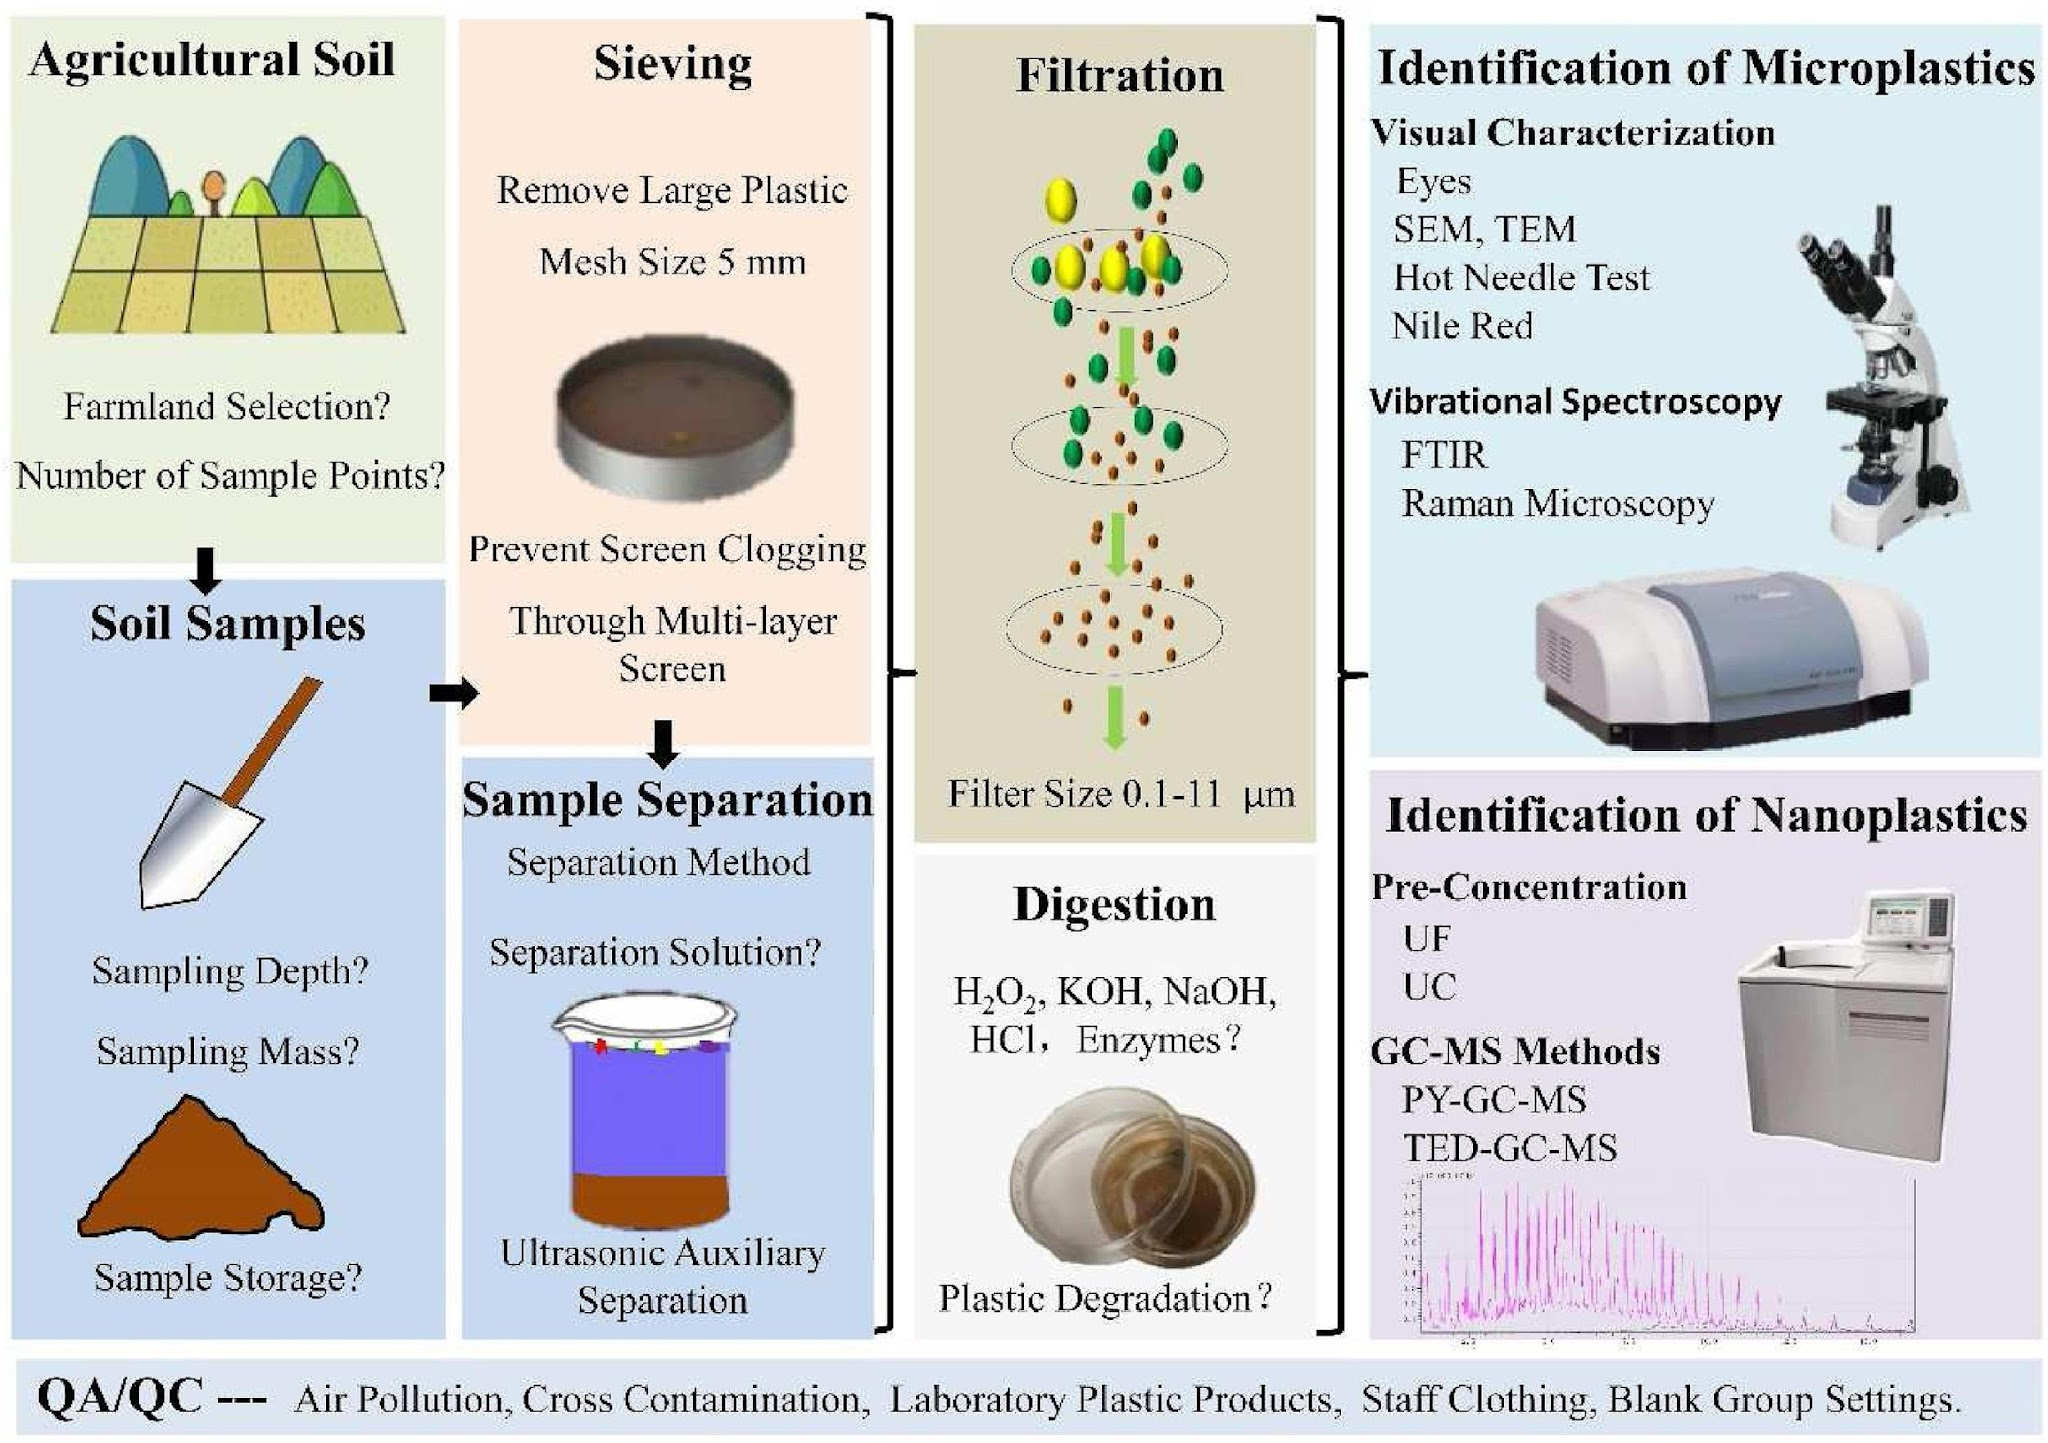 Agricultural Soil
Farmland Selection?
Number of Sample Points?
Soil Samples
Sampling Depth?
Sampling Mass?
Sample Storage?
Sieving
Remove Large Plastic
Mesh Size 5 mm
Prevent Screen Clogging
Through Multi-layer
Screen
Sample Separation
Separation Method
Separation Solution?
Ultrasonic Auxiliary
Separation
Filtration
Filter Size 0.1-11 μm
Digestion
H₂O₂, KOH, NaOH,
HCl, Enzymes?
Plastic Degradation?
Identification of Microplastics
Visual Characterization
Eyes
SEM, TEM
Hot Needle Test
Nile Red
Vibrational Spectroscopy
FTIR
Raman Microscopy
Identification of Nanoplastics
Pre-Concentration
UF
UC
GC-MS Methods
PY-GC-MS
TED-GC-MS
QA/QC --- Air Pollution, Cross Contamination, Laboratory Plastic Products, Staff Clothing, Blank Group Settings.